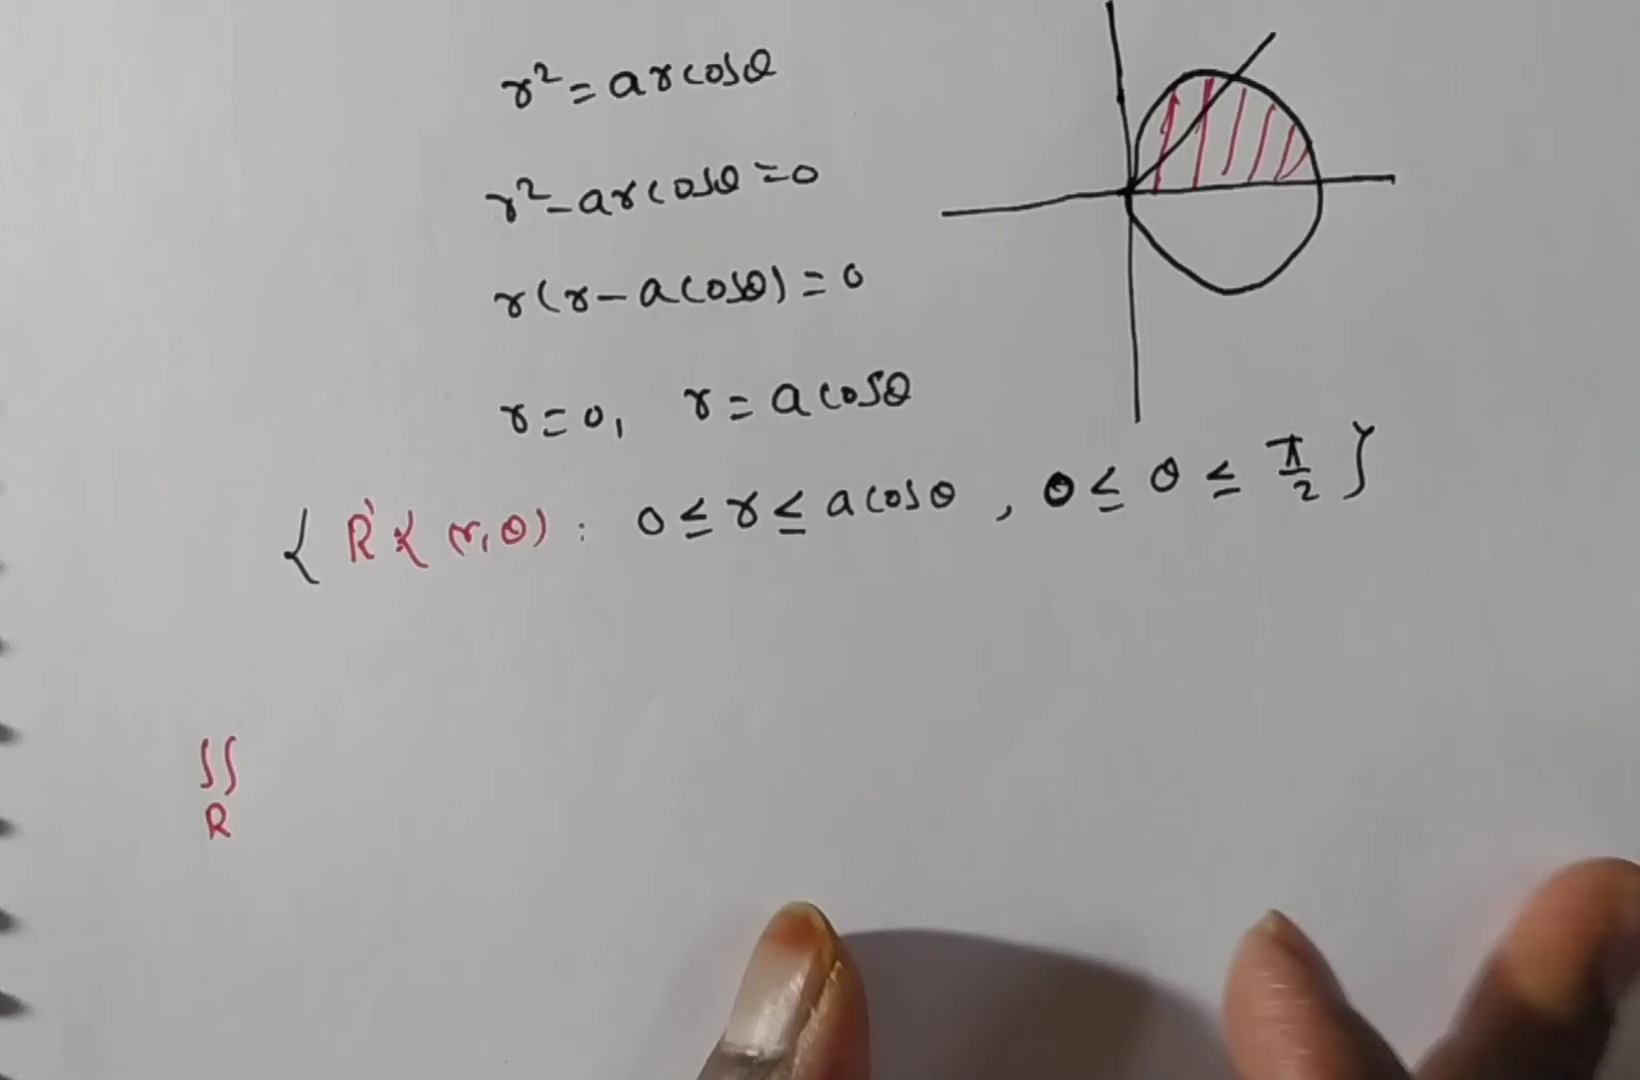 r² = ar cosθ
r² - ar cosθ = 0
r(r - a cosθ) = 0
r = 0, r = a cosθ
{ R'{ (r,θ) : 0 ≤ r ≤ a cosθ , 0 ≤ θ ≤ π/2 }
∬
R